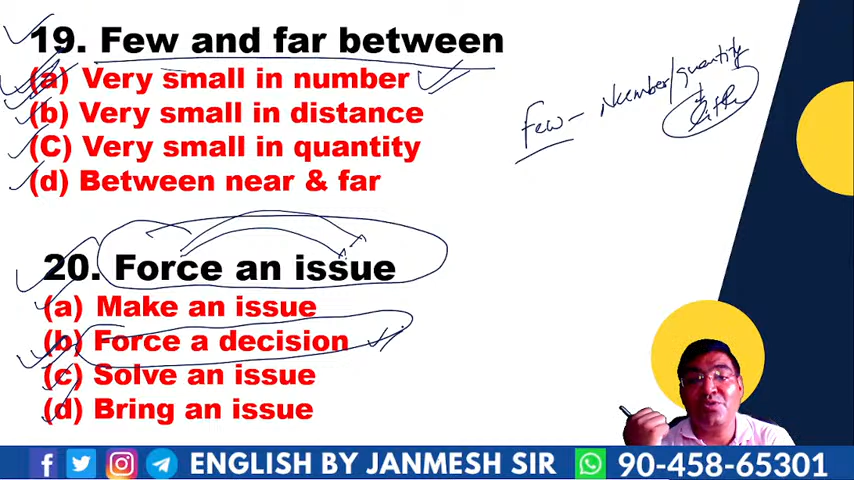 19. Few and far between
(a) Very small in number
(b) Very small in distance
(C) Very small in quantity
(d) Between near & far
Few - Number/quantity
20. Force an issue
(a) Make an issue
(b) Force a decision
(c) Solve an issue
(d) Bring an issue
ENGLISH BY JANMESH SIR 90-458-65301